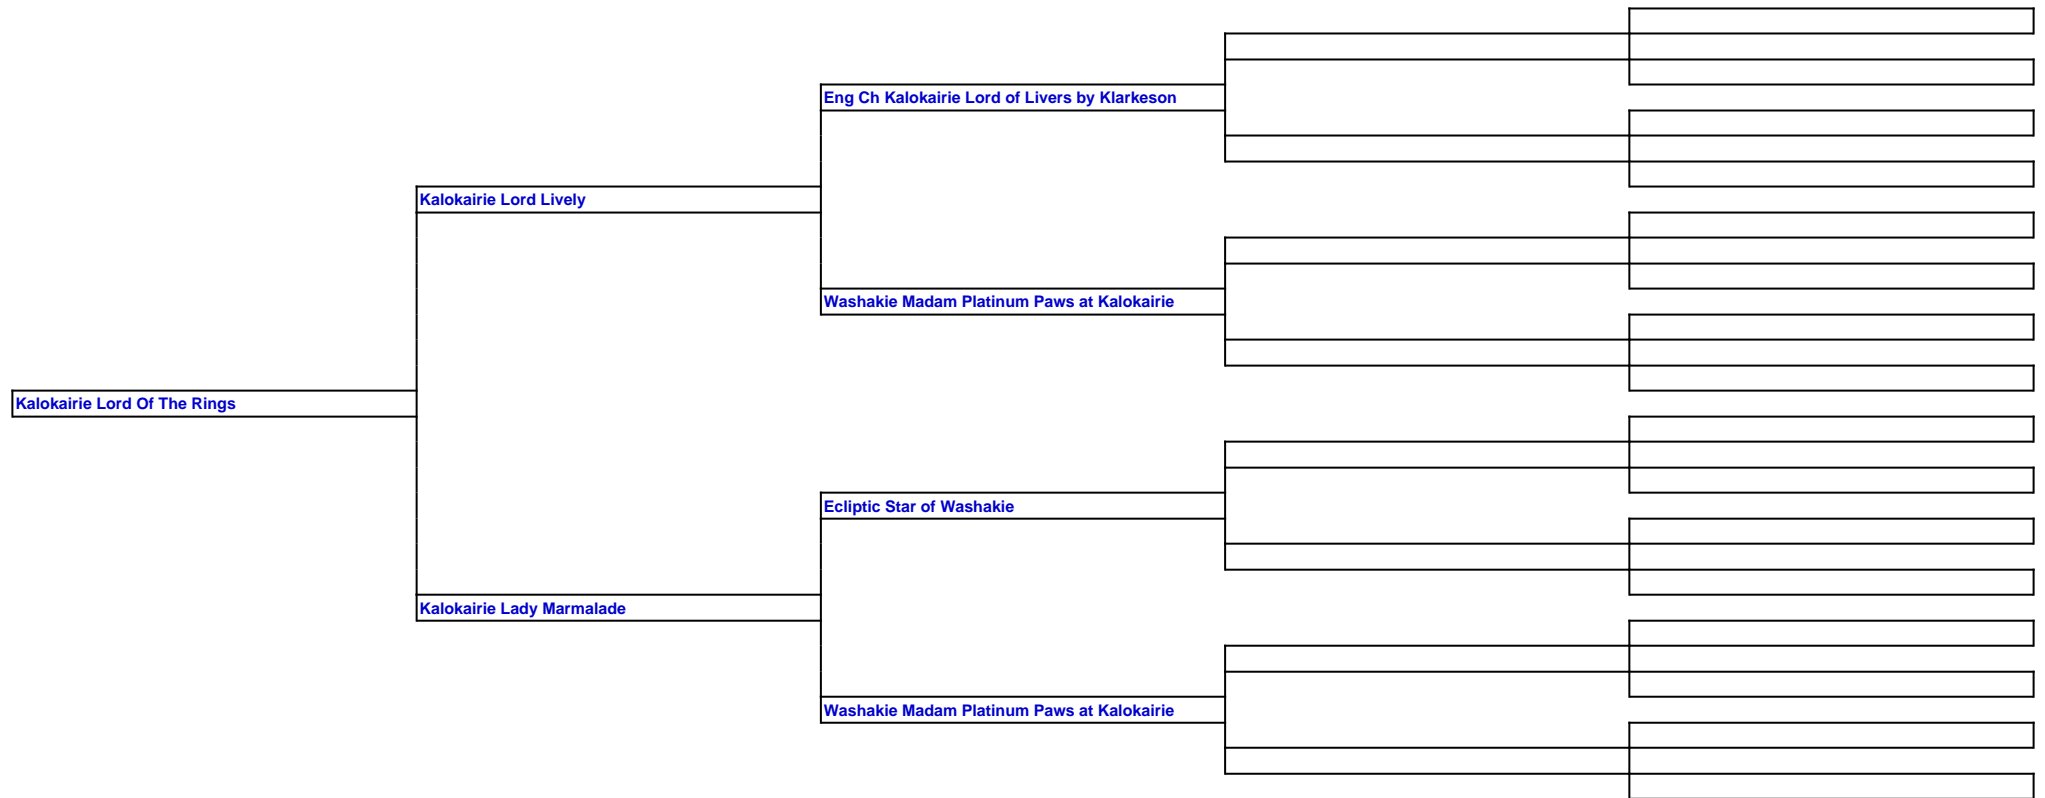 Eng Ch Kalokairie Lord of Livers by Klarkeson
Kalokairie Lord Lively
Washakie Madam Platinum Paws at Kalokairie
Kalokairie Lord Of The Rings
Ecliptic Star of Washakie
Kalokairie Lady Marmalade
Washakie Madam Platinum Paws at Kalokairie